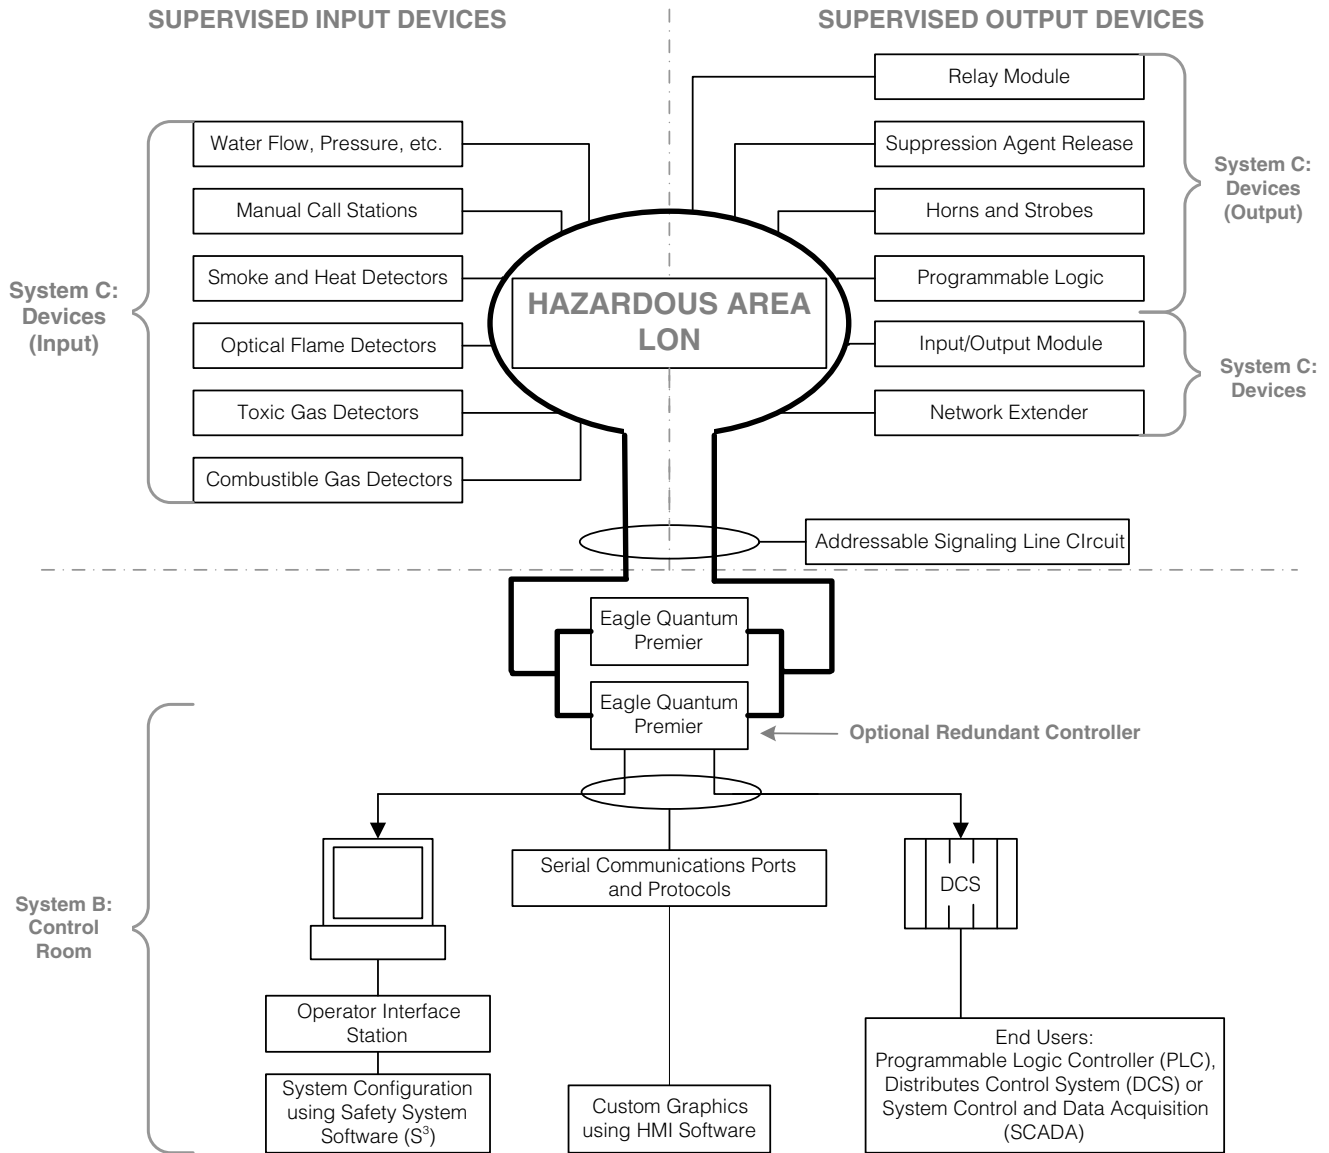 SUPERVISED INPUT DEVICES
SUPERVISED OUTPUT DEVICES
Relay Module
Water Flow, Pressure, etc.
Suppression Agent Release
System C:
Devices
(Output)
Manual Call Stations
Horns and Strobes
Smoke and Heat Detectors
Programmable Logic
System C:
Devices
(Input)
HAZARDOUS AREA
LON
Optical Flame Detectors
Input/Output Module
System C:
Devices
Toxic Gas Detectors
Network Extender
Combustible Gas Detectors
Addressable Signaling Line CIrcuit
Eagle Quantum
Premier
Eagle Quantum
Premier
Optional Redundant Controller
Serial Communications Ports
and Protocols
DCS
System B:
Control
Room
Operator Interface
Station
System Configuration
using Safety System
Software (S³)
Custom Graphics
using HMI Software
End Users:
Programmable Logic Controller (PLC),
Distributes Control System (DCS) or
System Control and Data Acquisition
(SCADA)